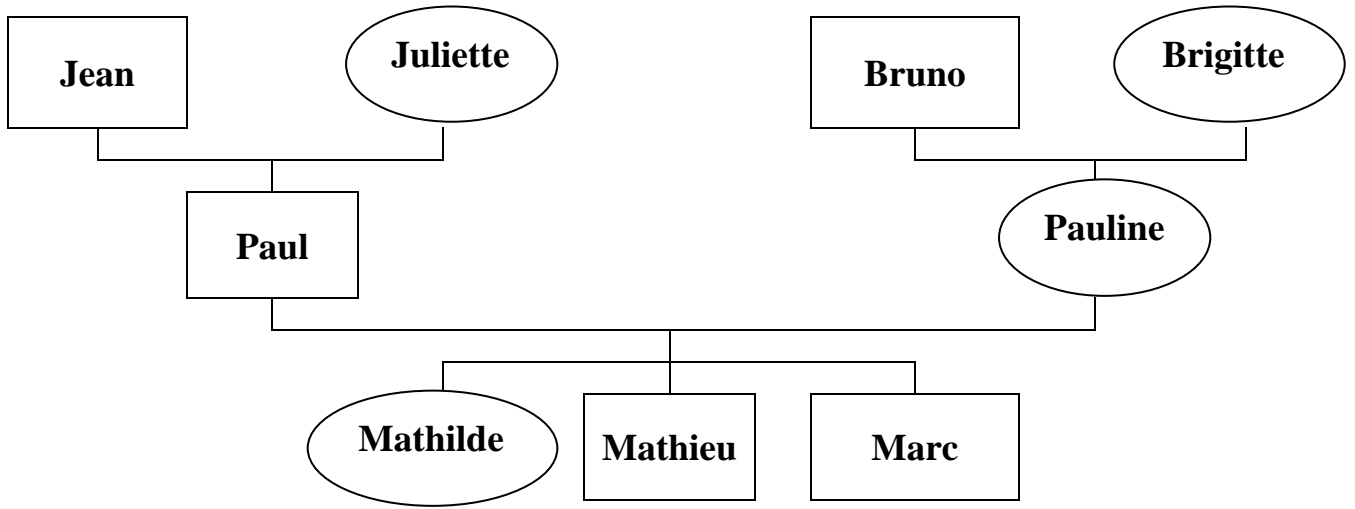 Jean
Juliette
Bruno
Brigitte
Paul
Pauline
Mathilde
Mathieu
Marc